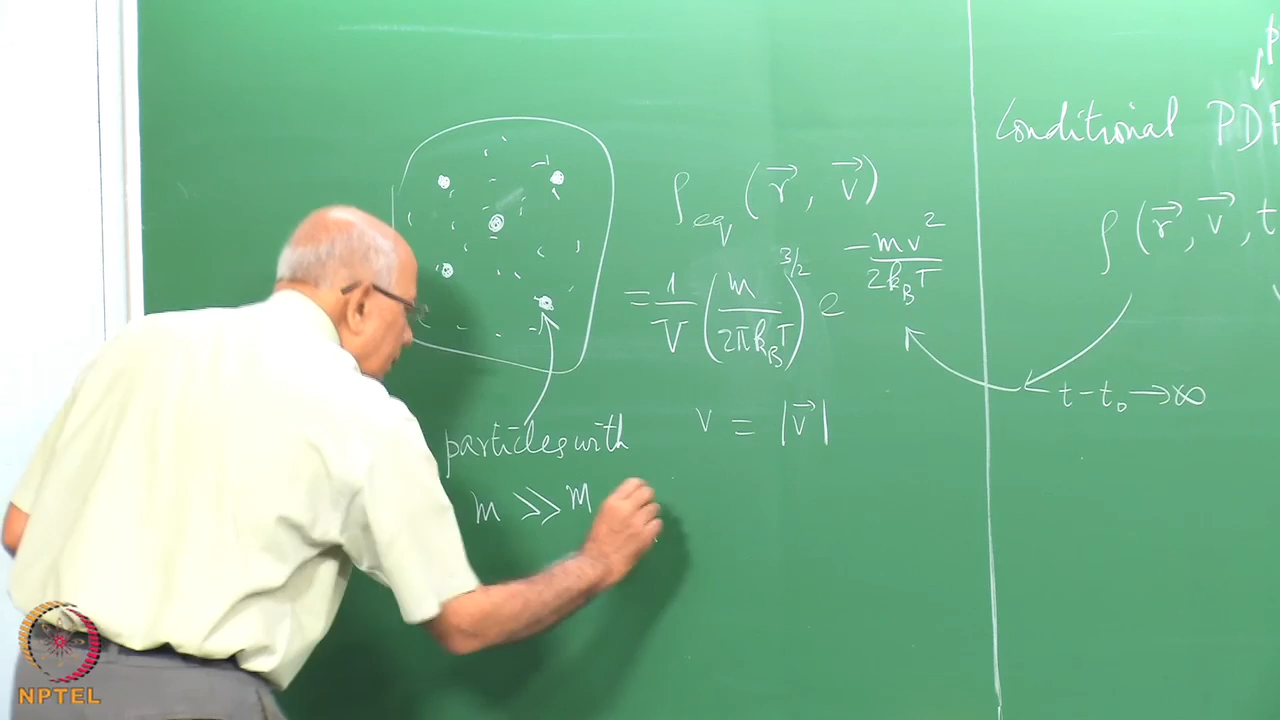 ρ_eq (r⃗, v⃗)
= 1/V (m/2πk_BT)^3/2 e^-mv²/2k_BT
v = |v⃗|
particles with
m ≫ m
Conditional PDF
ρ (r⃗, v⃗, t
t - t₀ → ∞
NPTEL